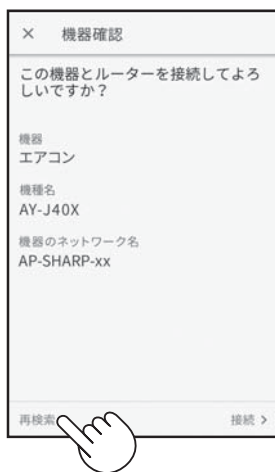 × 機器確認
この機器とルーターを接続してよろ
しいですか？
機器
エアコン
機種名
AY-J40X
機器のネットワーク名
AP-SHARP-xx
再検索
接続 >